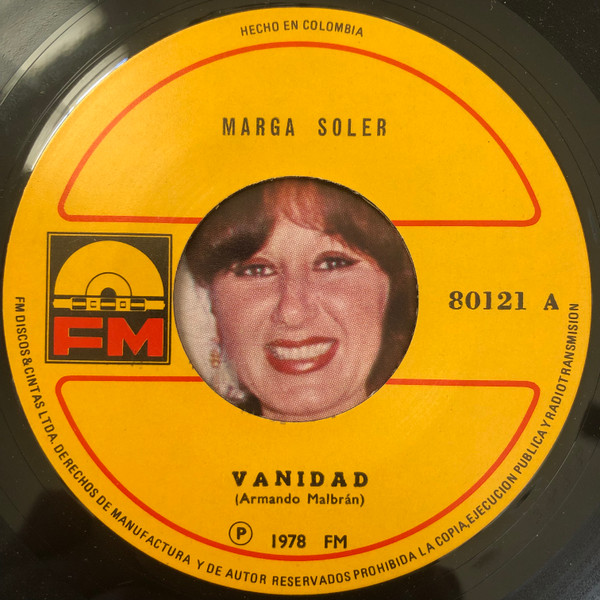 HECHO EN COLOMBIA
MARGA SOLER
FM
80121 A
VANIDAD
(Armando Malbrán)
Ⓟ 1978 FM
FM DISCOS & CINTAS LTDA. DERECHOS DE MANUFACTURA Y DE AUTOR RESERVADOS PROHIBIDA LA COPIA, EJECUCION PUBLICA Y RADIOTRANSMISION